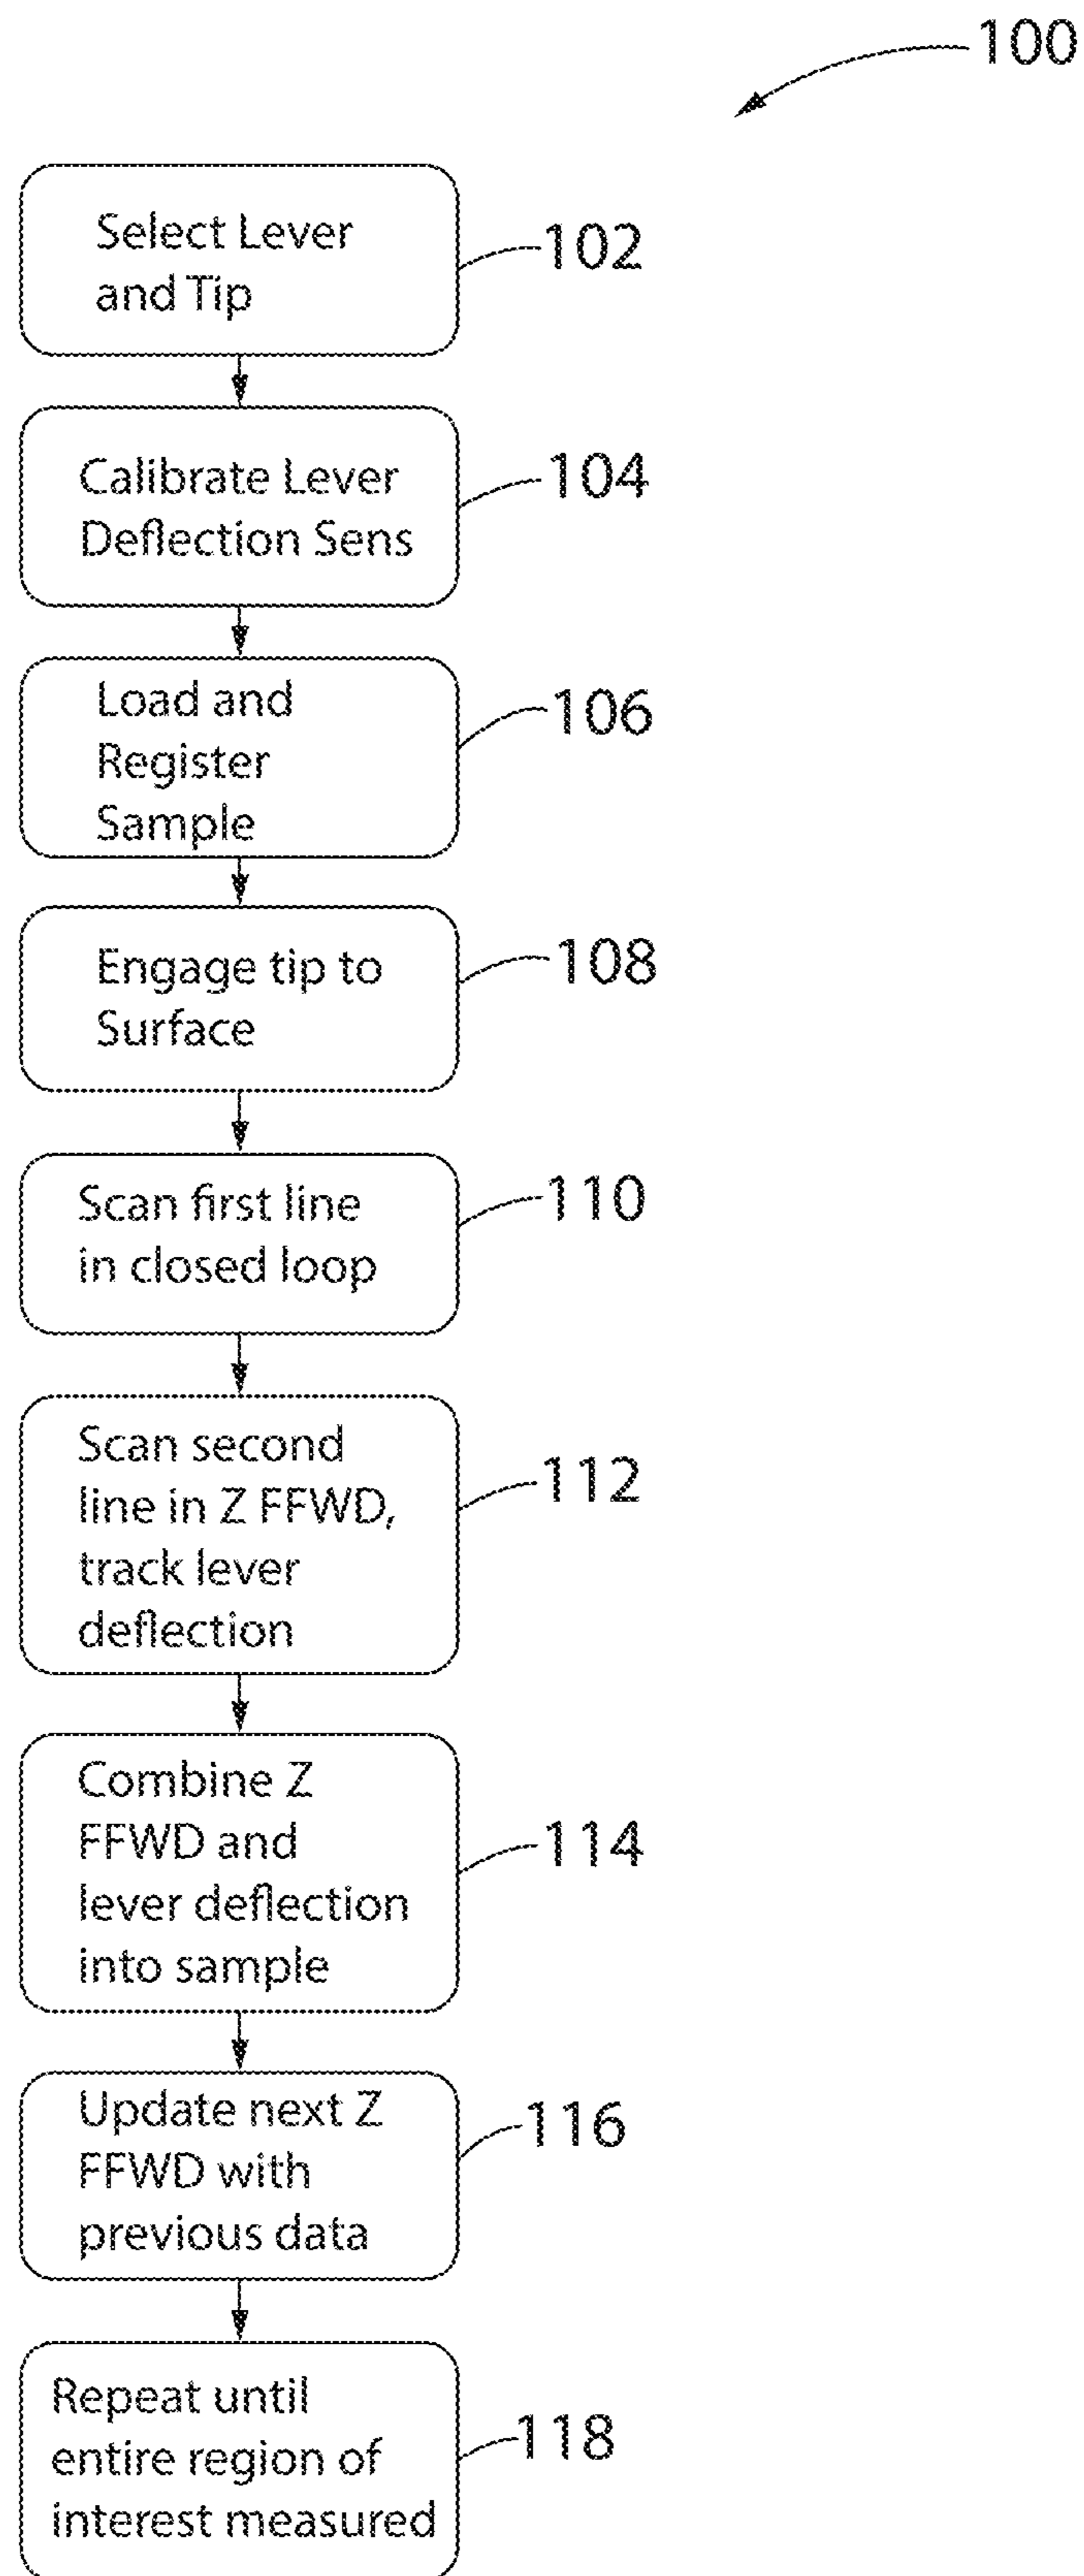 100
Select Lever
and Tip
102
Calibrate Lever
Deflection Sens
104
Load and
Register
Sample
106
Engage tip to
Surface
108
Scan first line
in closed loop
110
Scan second
line in Z FFWD,
track lever
deflection
112
Combine Z
FFWD and
lever deflection
into sample
114
Update next Z
FFWD with
previous data
116
Repeat until
entire region of
interest measured
118